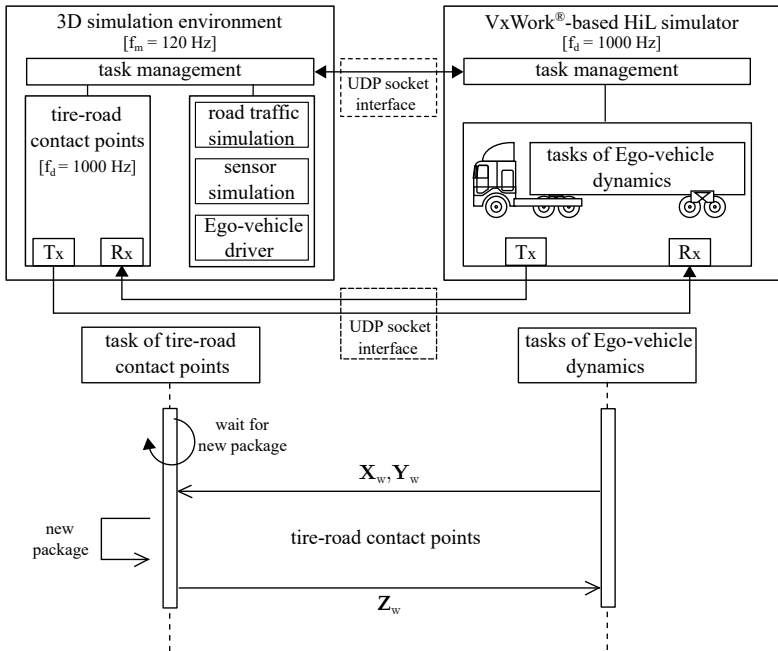 3D simulation environment
[fm = 120 Hz]
task management
tire-road
contact points
[fd = 1000 Hz]
road traffic
simulation
sensor
simulation
Ego-vehicle
driver
Tx
Rx
UDP socket
interface
VxWork®-based HiL simulator
[fd = 1000 Hz]
task management
tasks of Ego-vehicle
dynamics
Tx
Rx
UDP socket
interface
task of tire-road
contact points
tasks of Ego-vehicle
dynamics
wait for
new package
Xw,Yw
new
package
tire-road contact points
Zw